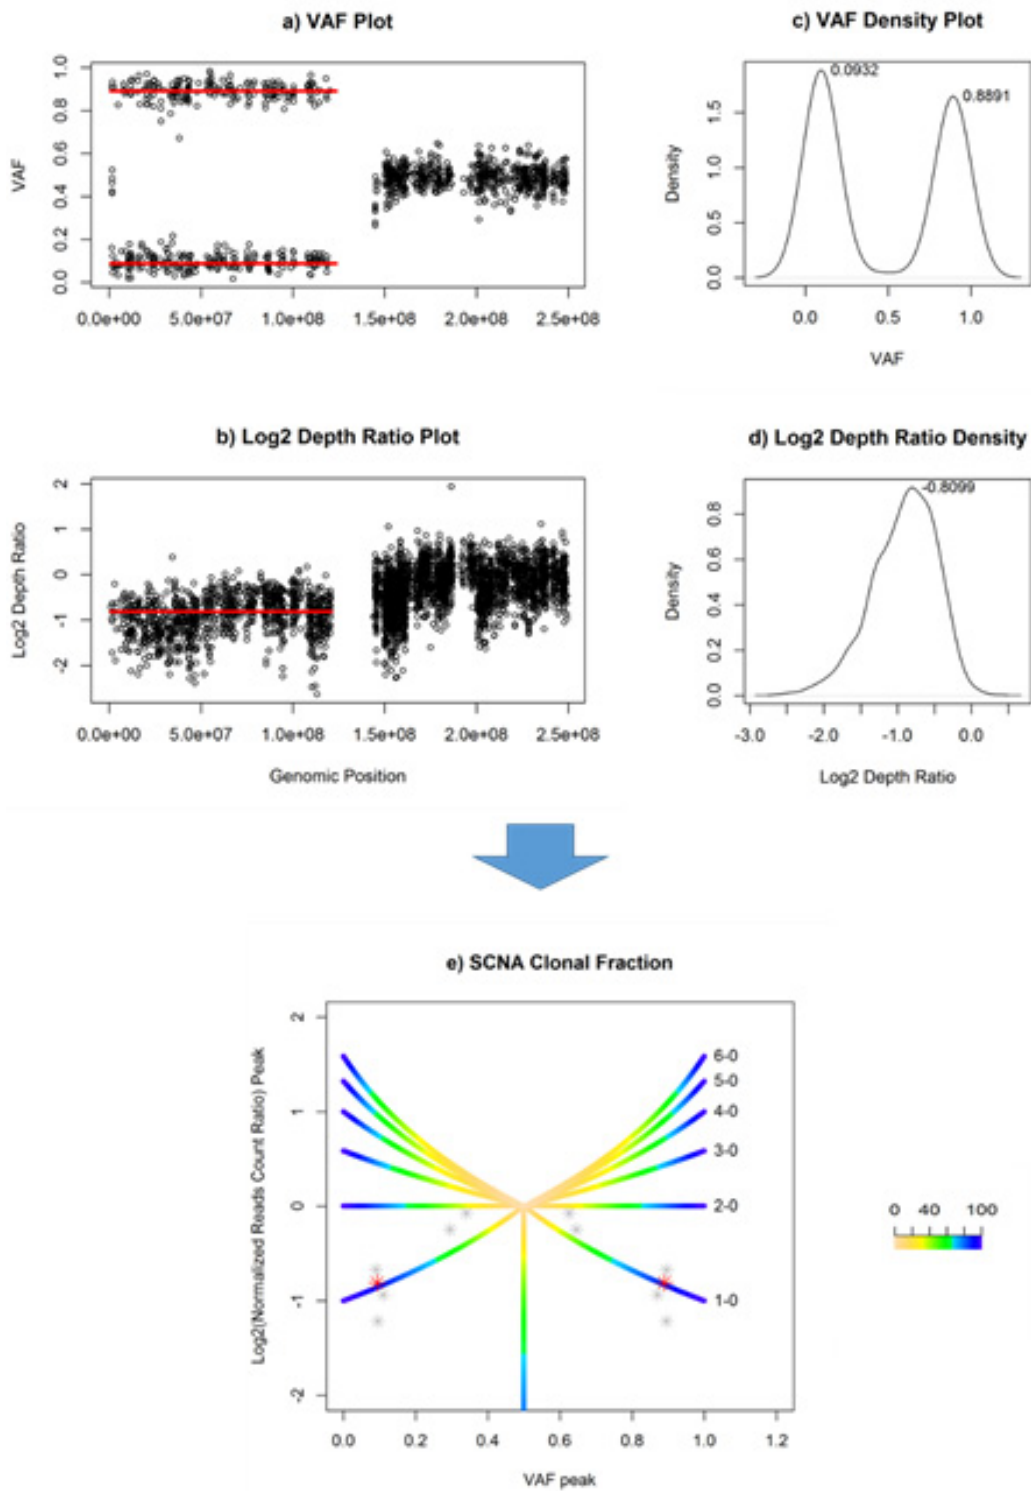 a) VAF Plot
VAF
1.0
0.8
0.6
0.4
0.2
0.0
0.0e+00 5.0e+07 1.0e+08 1.5e+08 2.0e+08 2.5e+08
c) VAF Density Plot
0.0932
0.8891
Density
1.5
1.0
0.5
0.0
0.0 0.5 1.0
VAF
b) Log2 Depth Ratio Plot
Log2 Depth Ratio
2
1
0
-1
-2
0.0e+00 5.0e+07 1.0e+08 1.5e+08 2.0e+08 2.5e+08
Genomic Position
d) Log2 Depth Ratio Density
-0.8099
Density
0.8
0.6
0.4
0.2
0.0
-3.0 -2.0 -1.0 0.0
Log2 Depth Ratio
e) SCNA Clonal Fraction
Log2(Normalized Reads Count Ratio) Peak
2
1
0
-1
-2
6-0
5-0
4-0
3-0
2-0
1-0
0.0 0.2 0.4 0.6 0.8 1.0 1.2
VAF peak
0 40 100